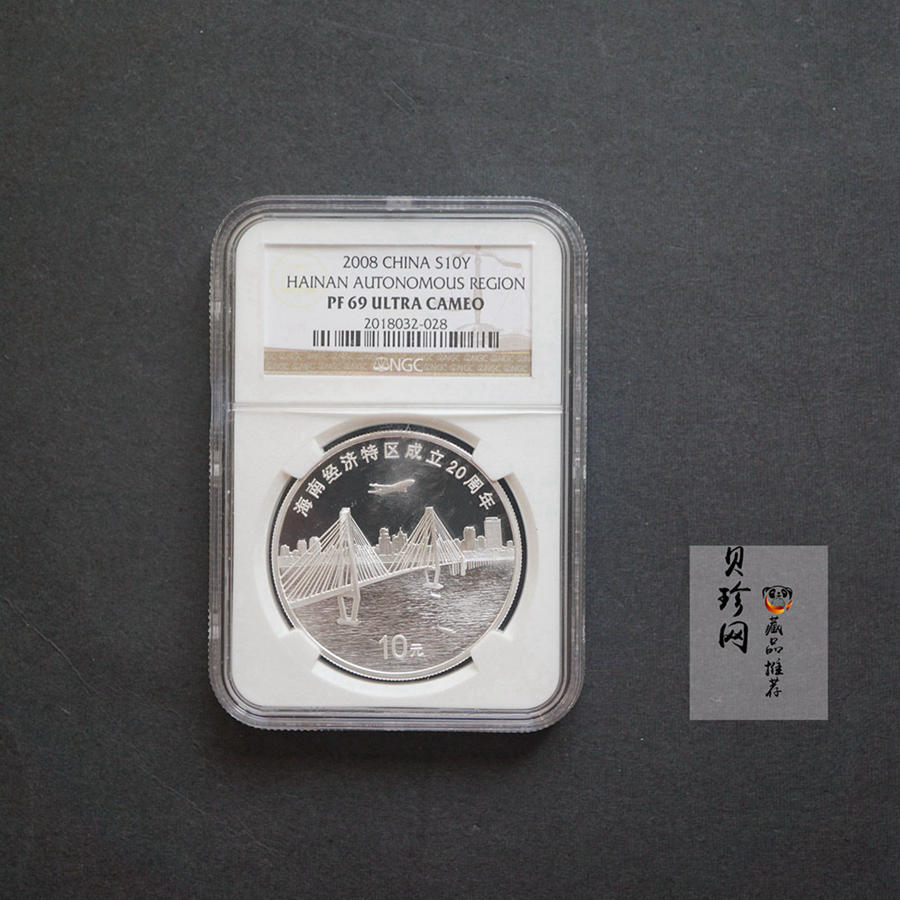 2008 CHINA S10Y
HAINAN AUTONOMOUS REGION
PF 69 ULTRA CAMEO
2018032-028
NGC
海南经济特区成立20周年
10元
贝珍网
藏品推荐